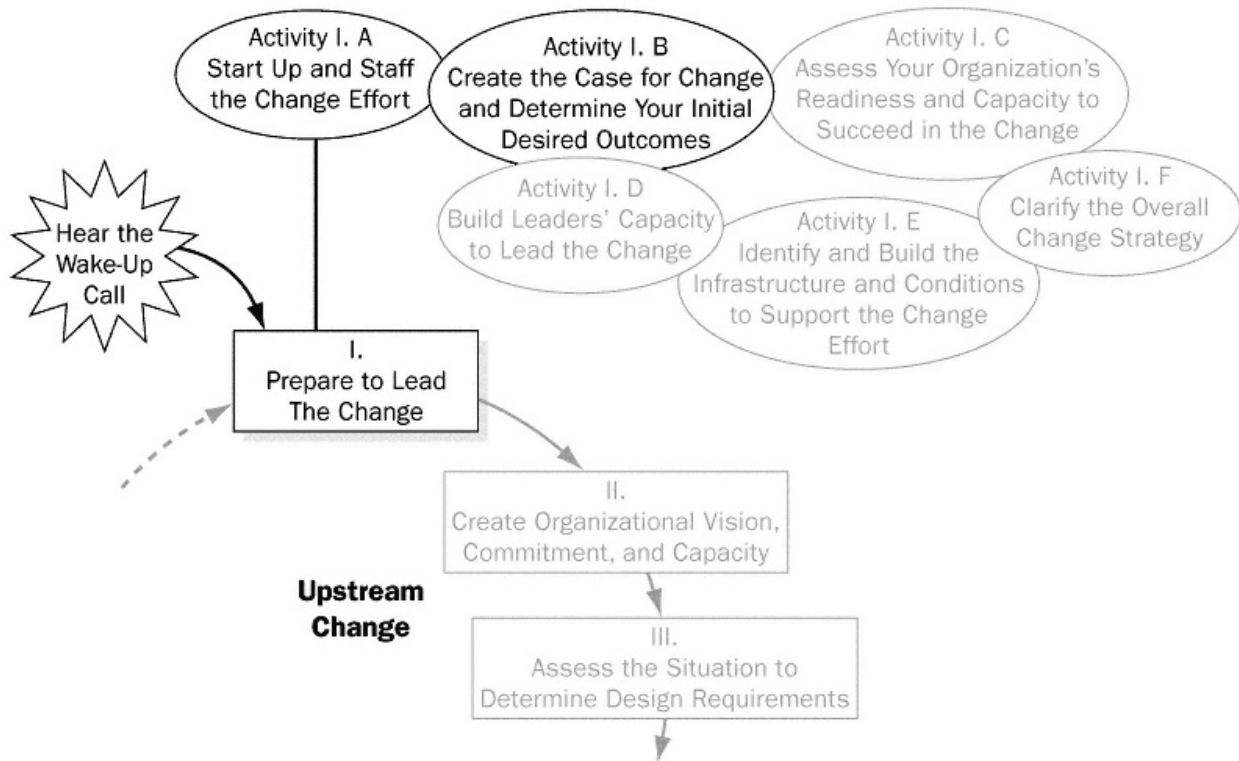 Activity I. A
Start Up and Staff
the Change Effort
Activity I. B
Create the Case for Change
and Determine Your Initial
Desired Outcomes
Activity I. C
Assess Your Organization's
Readiness and Capacity to
Succeed in the Change
Activity I. D
Build Leaders' Capacity
to Lead the Change
Activity I. E
Identify and Build the
Infrastructure and Conditions
to Support the Change
Effort
Activity I. F
Clarify the Overall
Change Strategy
Hear the
Wake-Up
Call
I.
Prepare to Lead
The Change
II.
Create Organizational Vision,
Commitment, and Capacity
Upstream
Change
III.
Assess the Situation to
Determine Design Requirements